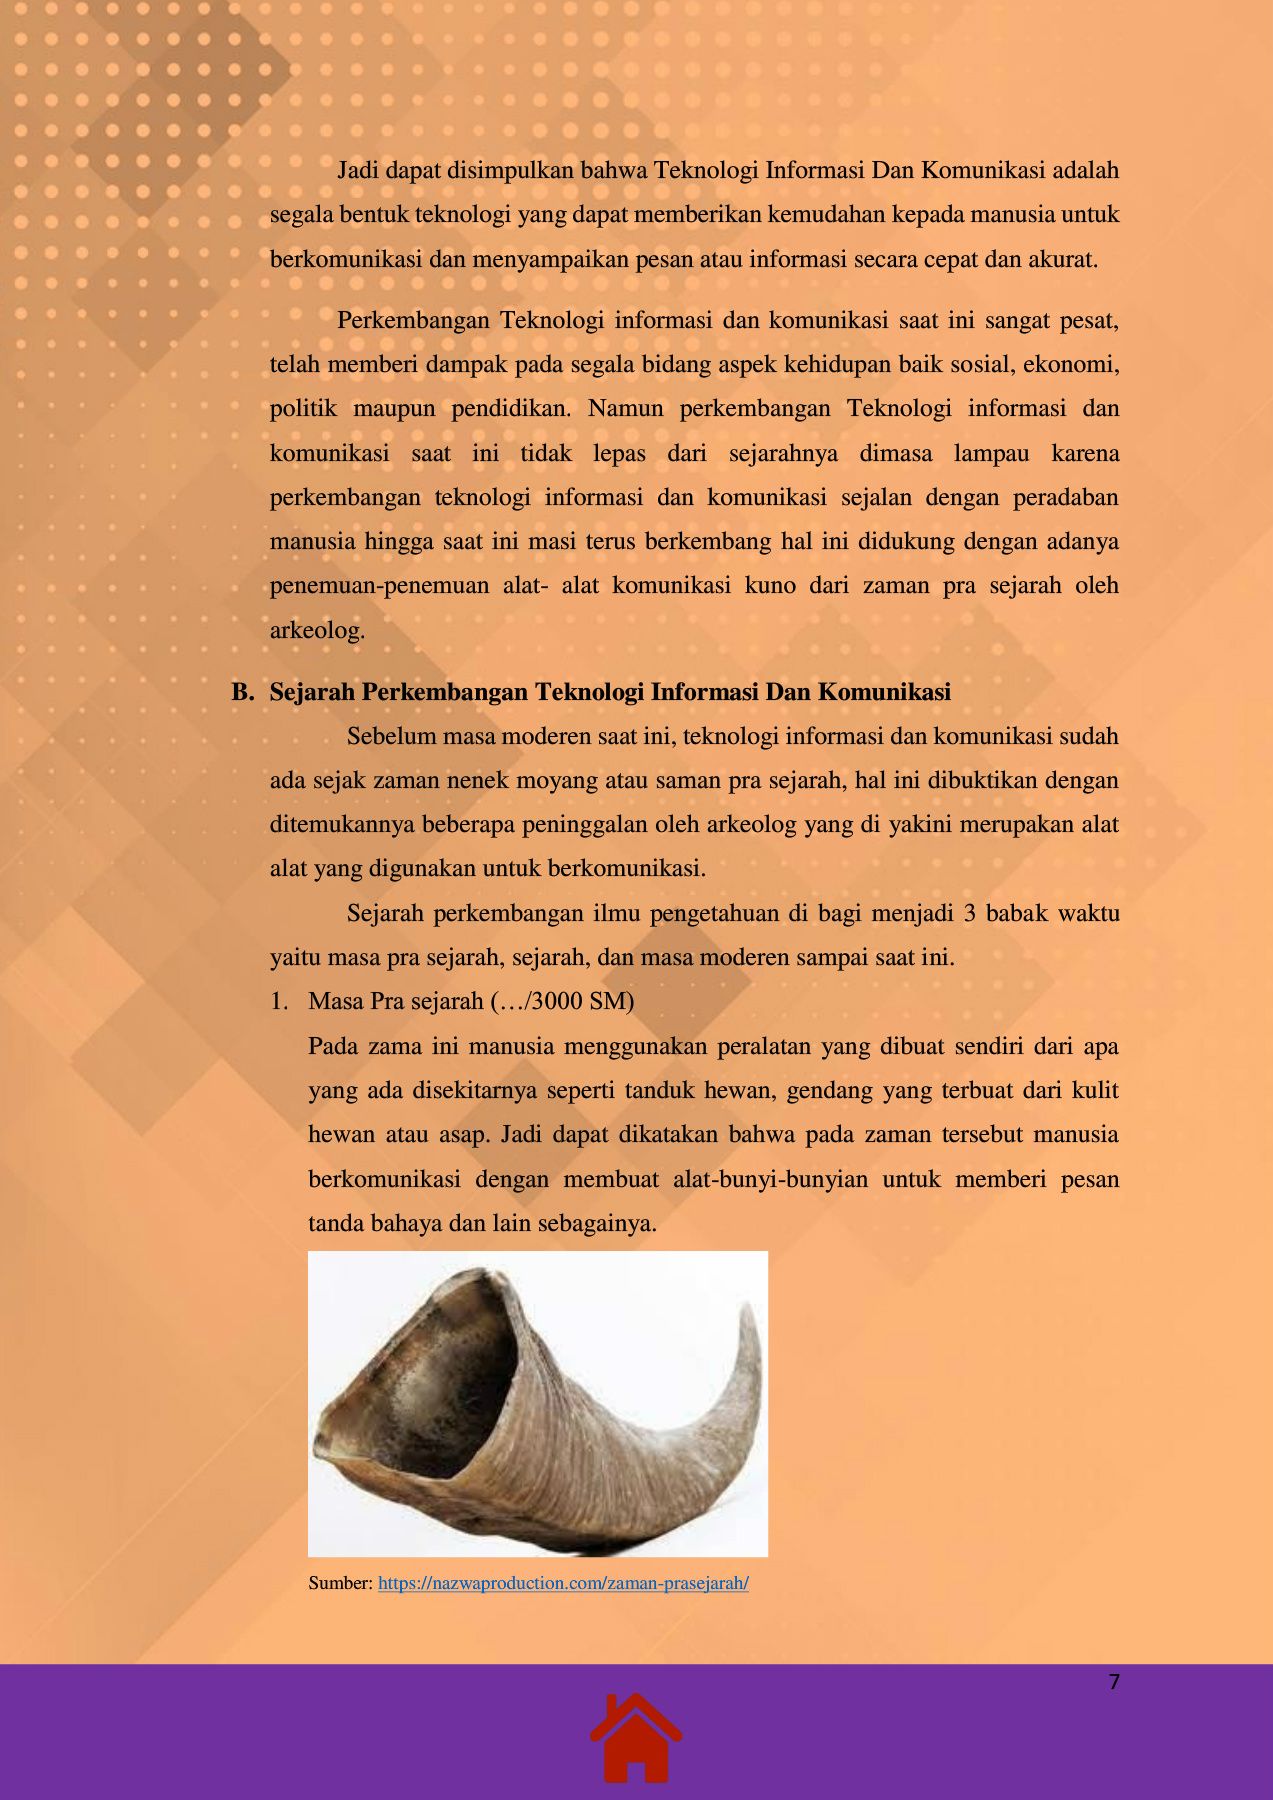 Jadi dapat disimpulkan bahwa Teknologi Informasi Dan Komunikasi adalah
segala bentuk teknologi yang dapat memberikan kemudahan kepada manusia untuk
berkomunikasi dan menyampaikan pesan atau informasi secara cepat dan akurat.
Perkembangan Teknologi informasi dan komunikasi saat ini sangat pesat,
telah memberi dampak pada segala bidang aspek kehidupan baik sosial, ekonomi,
politik maupun pendidikan. Namun perkembangan Teknologi informasi dan
komunikasi saat ini tidak lepas dari sejarahnya dimasa lampau karena
perkembangan teknologi informasi dan komunikasi sejalan dengan peradaban
manusia hingga saat ini masi terus berkembang hal ini didukung dengan adanya
penemuan-penemuan alat- alat komunikasi kuno dari zaman pra sejarah oleh
arkeolog.
B. Sejarah Perkembangan Teknologi Informasi Dan Komunikasi
Sebelum masa moderen saat ini, teknologi informasi dan komunikasi sudah
ada sejak zaman nenek moyang atau saman pra sejarah, hal ini dibuktikan dengan
ditemukannya beberapa peninggalan oleh arkeolog yang di yakini merupakan alat
alat yang digunakan untuk berkomunikasi.
Sejarah perkembangan ilmu pengetahuan di bagi menjadi 3 babak waktu
yaitu masa pra sejarah, sejarah, dan masa moderen sampai saat ini.
1. Masa Pra sejarah (…/3000 SM)
Pada zama ini manusia menggunakan peralatan yang dibuat sendiri dari apa
yang ada disekitarnya seperti tanduk hewan, gendang yang terbuat dari kulit
hewan atau asap. Jadi dapat dikatakan bahwa pada zaman tersebut manusia
berkomunikasi dengan membuat alat-bunyi-bunyian untuk memberi pesan
tanda bahaya dan lain sebagainya.
Sumber: https://nazwaproduction.com/zaman-prasejarah/
7